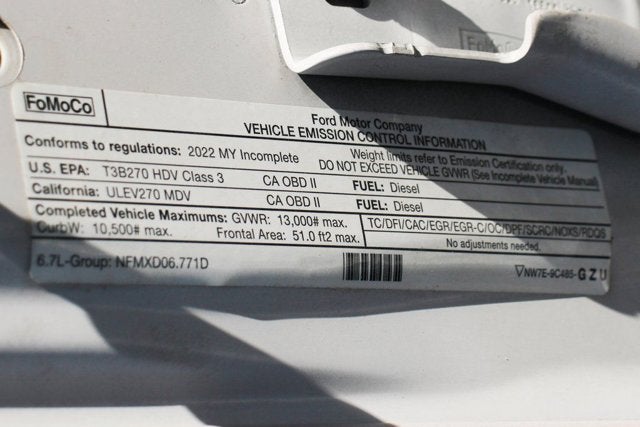 FoMoCo
Ford Motor Company
VEHICLE EMISSION CONTROL INFORMATION
Conforms to regulations: 2022 MY Incomplete
Weight limits refer to Emission Certification only.
DO NOT EXCEED VEHICLE GVWR (See Incomplete Vehicle Manual)
U.S. EPA: T3B270 HDV Class 3 CA OBD II FUEL: Diesel
California: ULEV270 MDV CA OBD II FUEL: Diesel
Completed Vehicle Maximums: GVWR: 13,000# max.
CurbW: 10,500# max. Frontal Area: 51.0 ft2 max.
TC/DFI/CAC/EGR/EGR-C/OC/DPF/SCRC/NOXS/RDQS
No adjustments needed.
6.7L-Group: NFMXD06.771D
NW7E-9C485-GZU